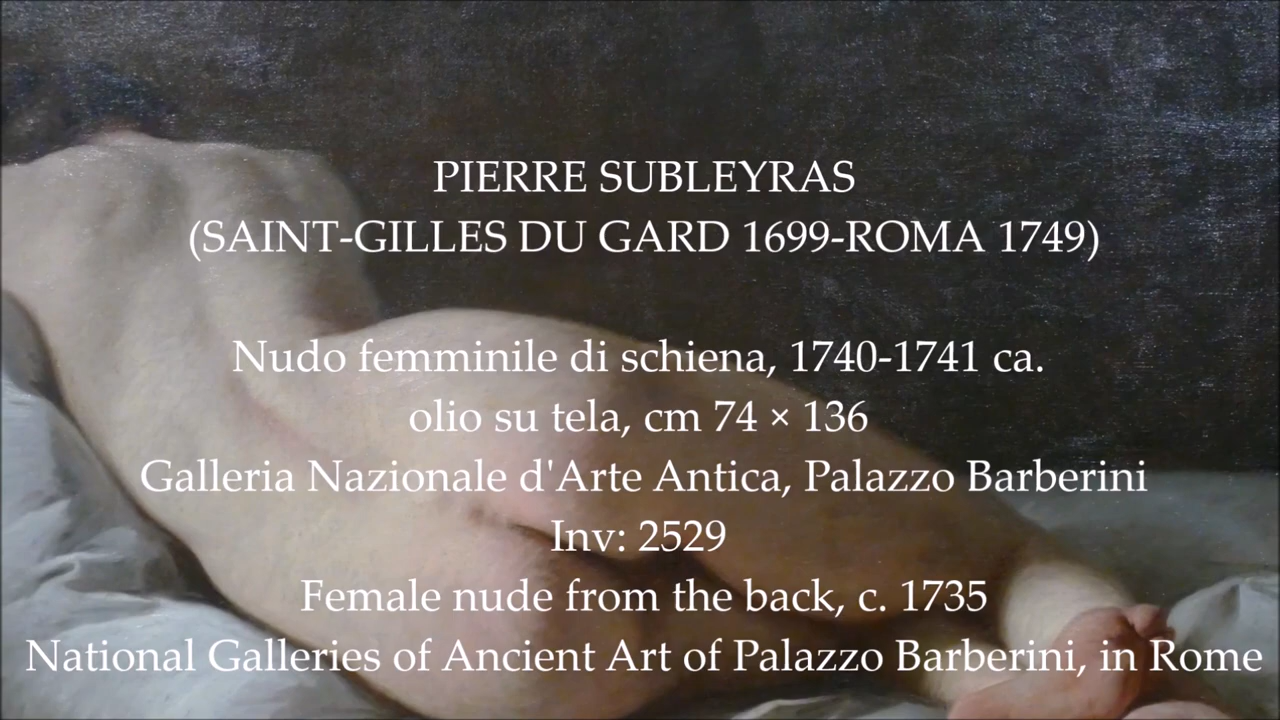 PIERRE SUBLEYRAS
(SAINT-GILLES DU GARD 1699-ROMA 1749)
Nudo femminile di schiena, 1740-1741 ca.
olio su tela, cm 74 × 136
Galleria Nazionale d'Arte Antica, Palazzo Barberini
Inv: 2529
Female nude from the back, c. 1735
National Galleries of Ancient Art of Palazzo Barberini, in Rome